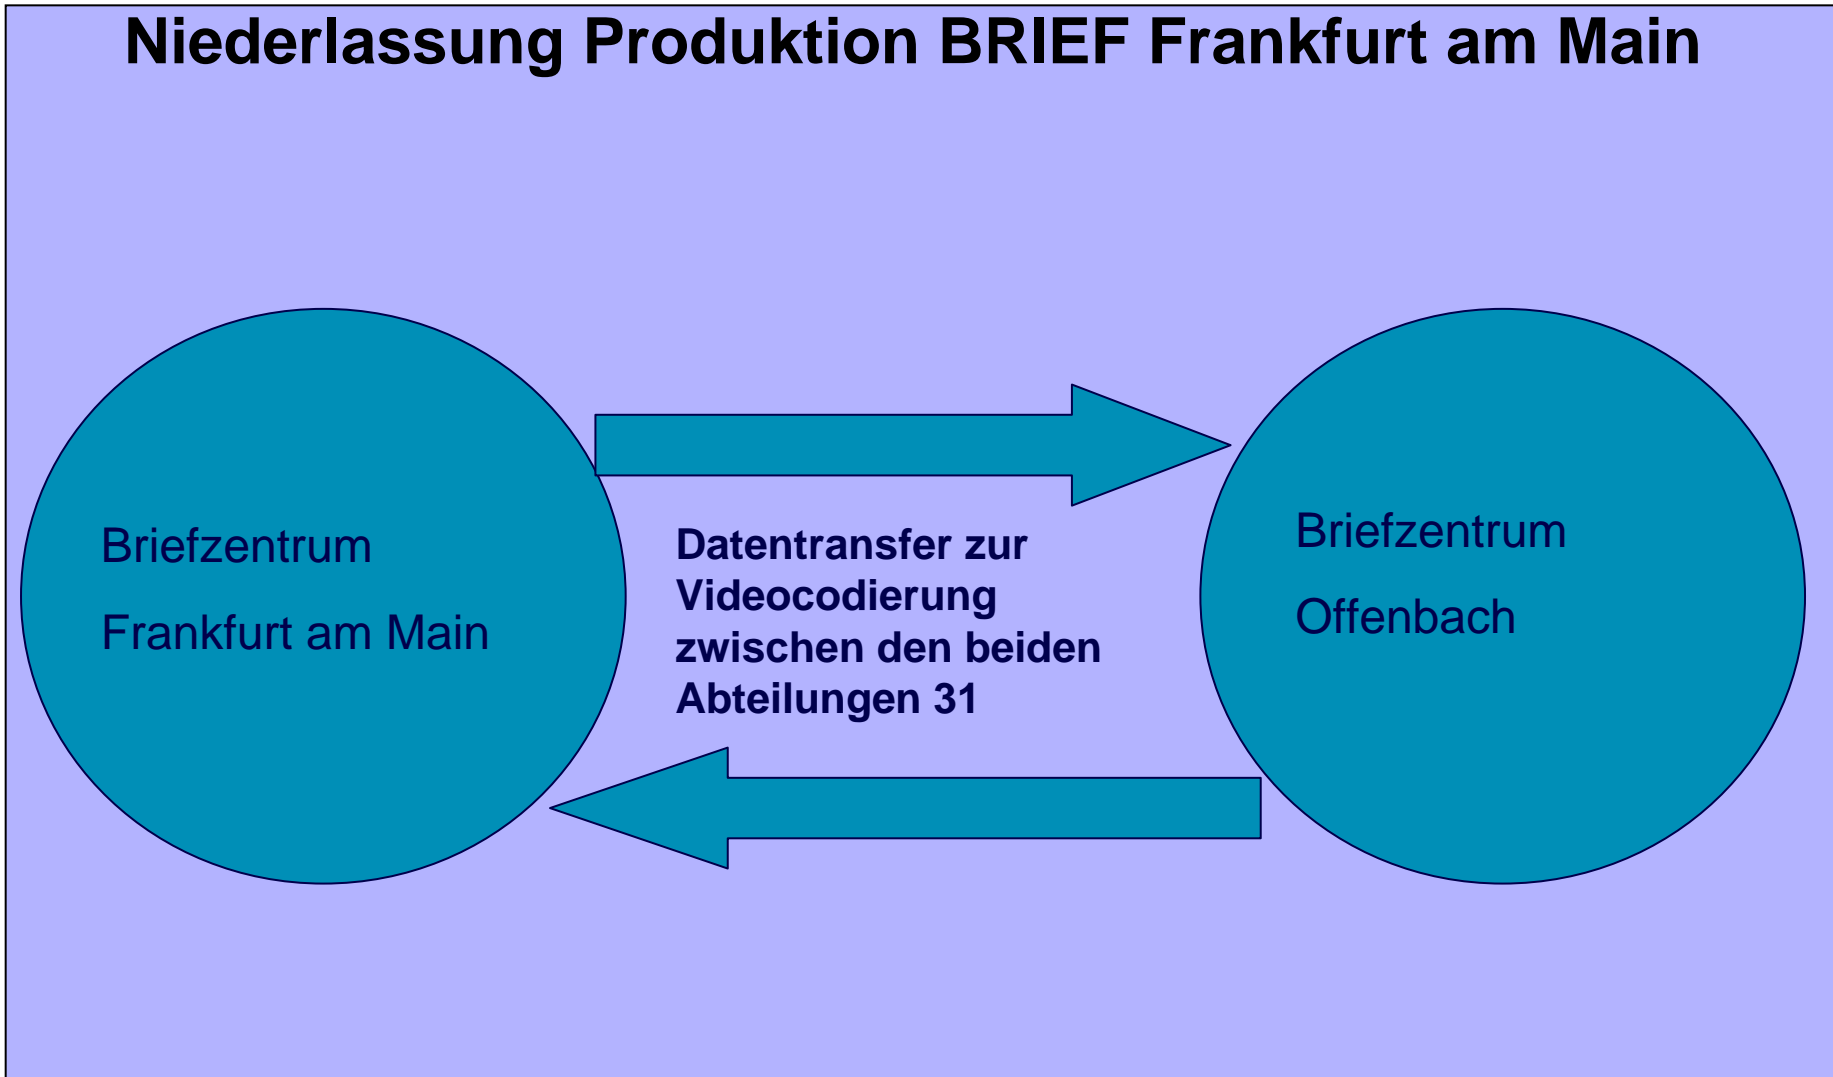 Niederlassung Produktion BRIEF Frankfurt am Main
Briefzentrum
Frankfurt am Main
Datentransfer zur
Videocodierung
zwischen den beiden
Abteilungen 31
Briefzentrum
Offenbach